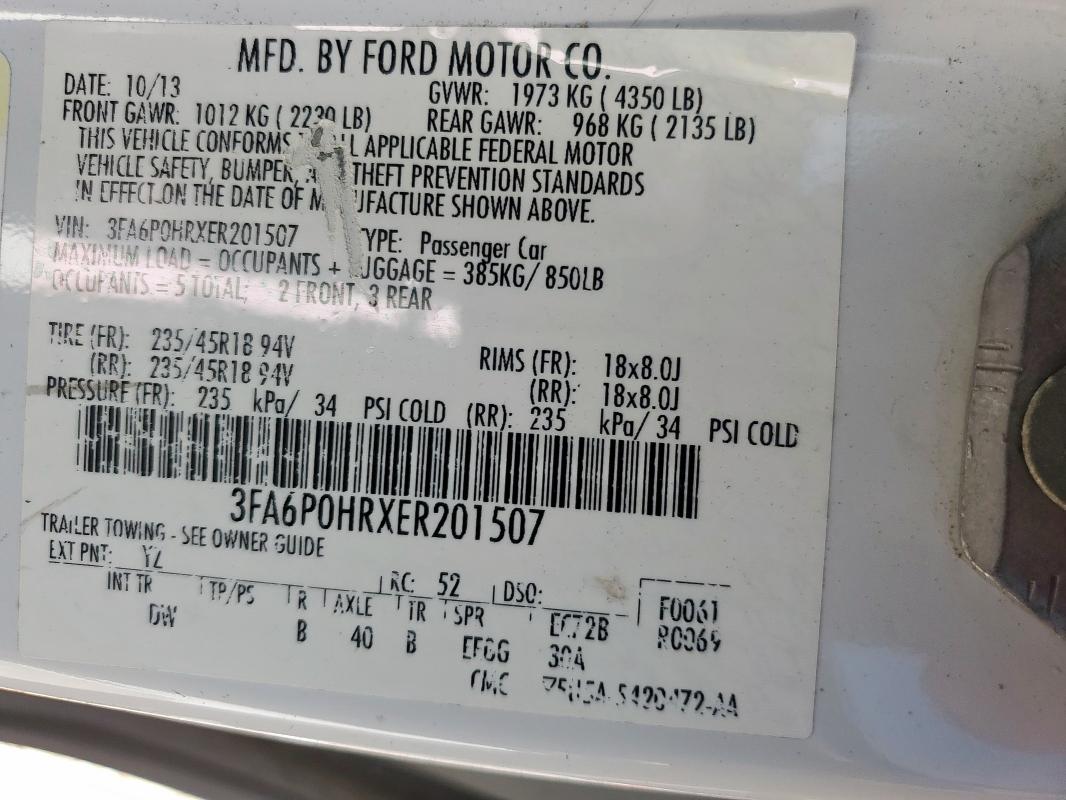 MFD. BY FORD MOTOR CO.
DATE: 10/13 GVWR: 1973 KG ( 4350 LB)
FRONT GAWR: 1012 KG ( 2230 LB) REAR GAWR: 968 KG ( 2135 LB)
THIS VEHICLE CONFORMS APPLICABLE FEDERAL MOTOR
VEHICLE SAFETY, BUMPER, THEFT PREVENTION STANDARDS
IN EFFECT ON THE DATE OF MANUFACTURE SHOWN ABOVE.
VIN: 3FA6P0HRXER201507 TYPE: Passenger Car
MAXIMUM LOAD = OCCUPANTS + LUGGAGE = 385KG/ 850LB
OCCUPANTS = 5 TOTAL; 2 FRONT, 3 REAR
TIRE (FR): 235/45R18 94V RIMS (FR): 18x8.0J
(RR): 235/45R18 94V (RR): 18x8.0J
PRESSURE (FR): 235 kPa/ 34 PSI COLD (RR): 235 kPa/ 34 PSI COLD
3FA6P0HRXER201507
TRAILER TOWING - SEE OWNER GUIDE
EXT PNT: YZ RC: 52 DSO: F0061
INT TR TP/PS R AXLE TR SPR EC72B R0069
DW B 40 B EF0G 30A